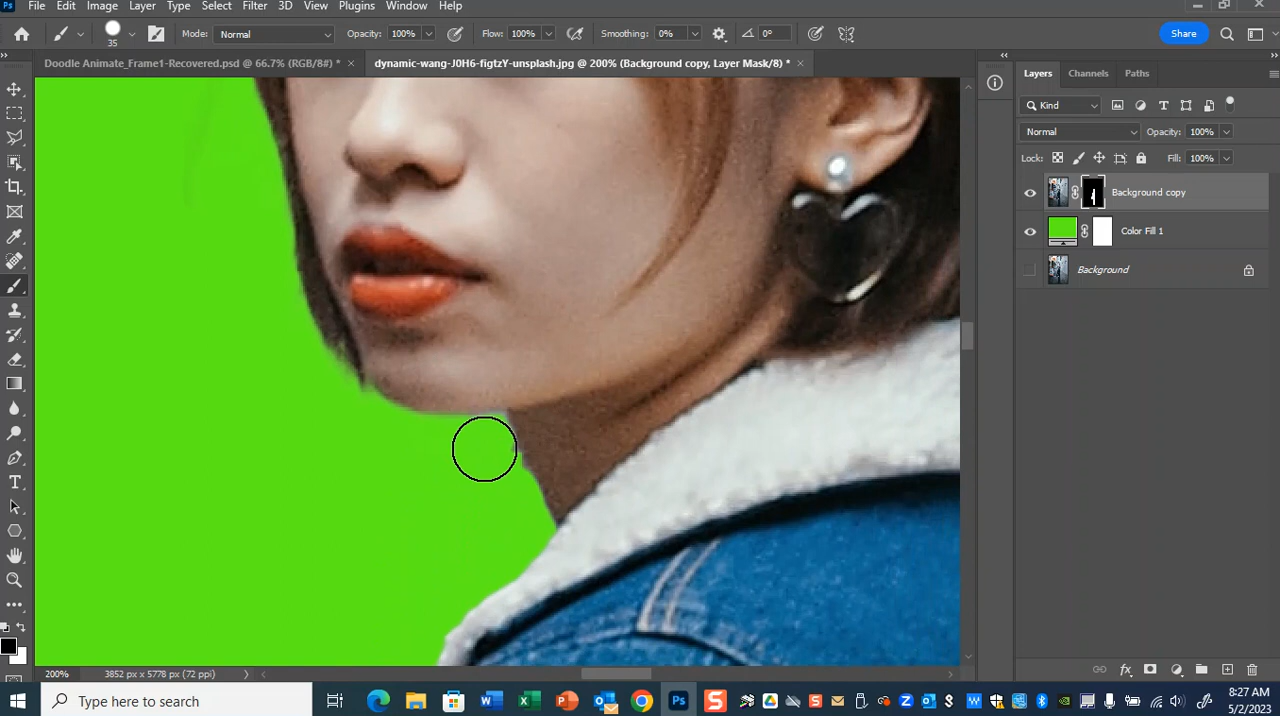 Ps File Edit Image Layer Type Select Filter 3D View Plugins Window Help
35 Mode: Normal Opacity: 100% Flow: 100% Smoothing: 0% 0° Share
Doodle Animate_Frame1-Recovered.psd @ 66.7% (RGB/8#) * × dynamic-wang-J0H6-figtzY-unsplash.jpg @ 200% (Background copy, Layer Mask/8) * ×
Layers Channels Paths
Kind
Normal Opacity: 100%
Lock: Fill: 100%
Background copy
Color Fill 1
Background
200% 3852 px x 5778 px (72 ppi)
Type here to search
8:27 AM
5/2/2023